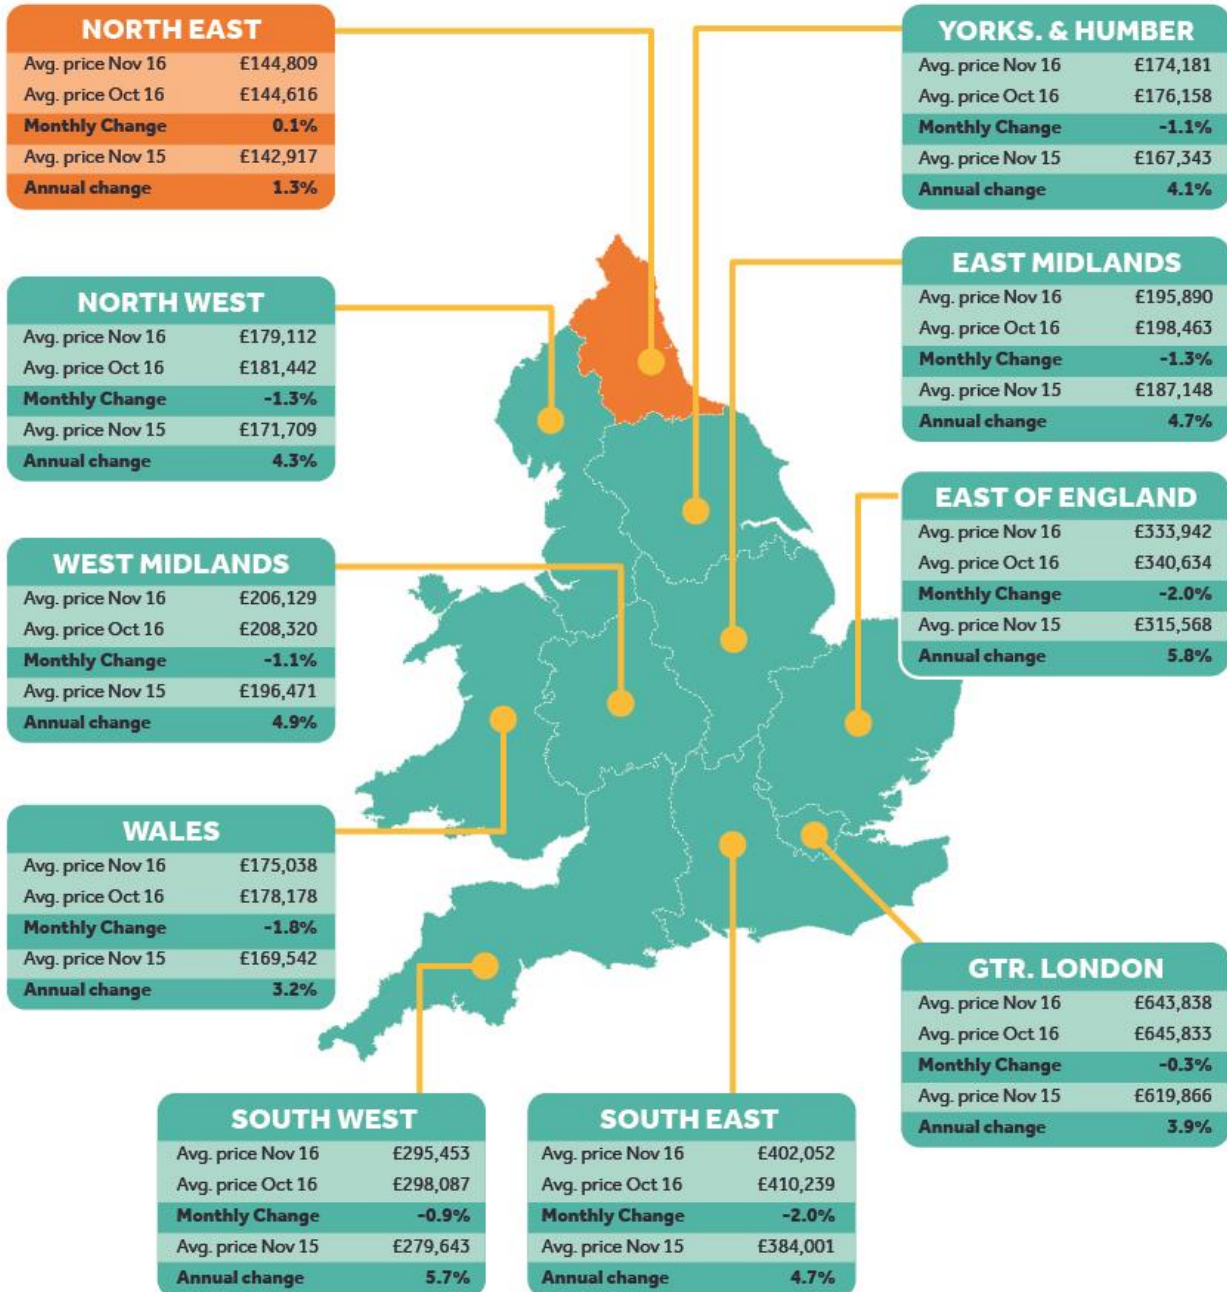 NORTH EAST
Avg. price Nov 16 £144,809
Avg. price Oct 16 £144,616
Monthly Change 0.1%
Avg. price Nov 15 £142,917
Annual change 1.3%
YORKS. & HUMBER
Avg. price Nov 16 £174,181
Avg. price Oct 16 £176,158
Monthly Change -1.1%
Avg. price Nov 15 £167,343
Annual change 4.1%
NORTH WEST
Avg. price Nov 16 £179,112
Avg. price Oct 16 £181,442
Monthly Change -1.3%
Avg. price Nov 15 £171,709
Annual change 4.3%
EAST MIDLANDS
Avg. price Nov 16 £195,890
Avg. price Oct 16 £198,463
Monthly Change -1.3%
Avg. price Nov 15 £187,148
Annual change 4.7%
EAST OF ENGLAND
Avg. price Nov 16 £333,942
Avg. price Oct 16 £340,634
Monthly Change -2.0%
Avg. price Nov 15 £315,568
Annual change 5.8%
WEST MIDLANDS
Avg. price Nov 16 £206,129
Avg. price Oct 16 £208,320
Monthly Change -1.1%
Avg. price Nov 15 £196,471
Annual change 4.9%
WALES
Avg. price Nov 16 £175,038
Avg. price Oct 16 £178,178
Monthly Change -1.8%
Avg. price Nov 15 £169,542
Annual change 3.2%
GTR. LONDON
Avg. price Nov 16 £643,838
Avg. price Oct 16 £645,833
Monthly Change -0.3%
Avg. price Nov 15 £619,866
Annual change 3.9%
SOUTH WEST
Avg. price Nov 16 £295,453
Avg. price Oct 16 £298,087
Monthly Change -0.9%
Avg. price Nov 15 £279,643
Annual change 5.7%
SOUTH EAST
Avg. price Nov 16 £402,052
Avg. price Oct 16 £410,239
Monthly Change -2.0%
Avg. price Nov 15 £384,001
Annual change 4.7%